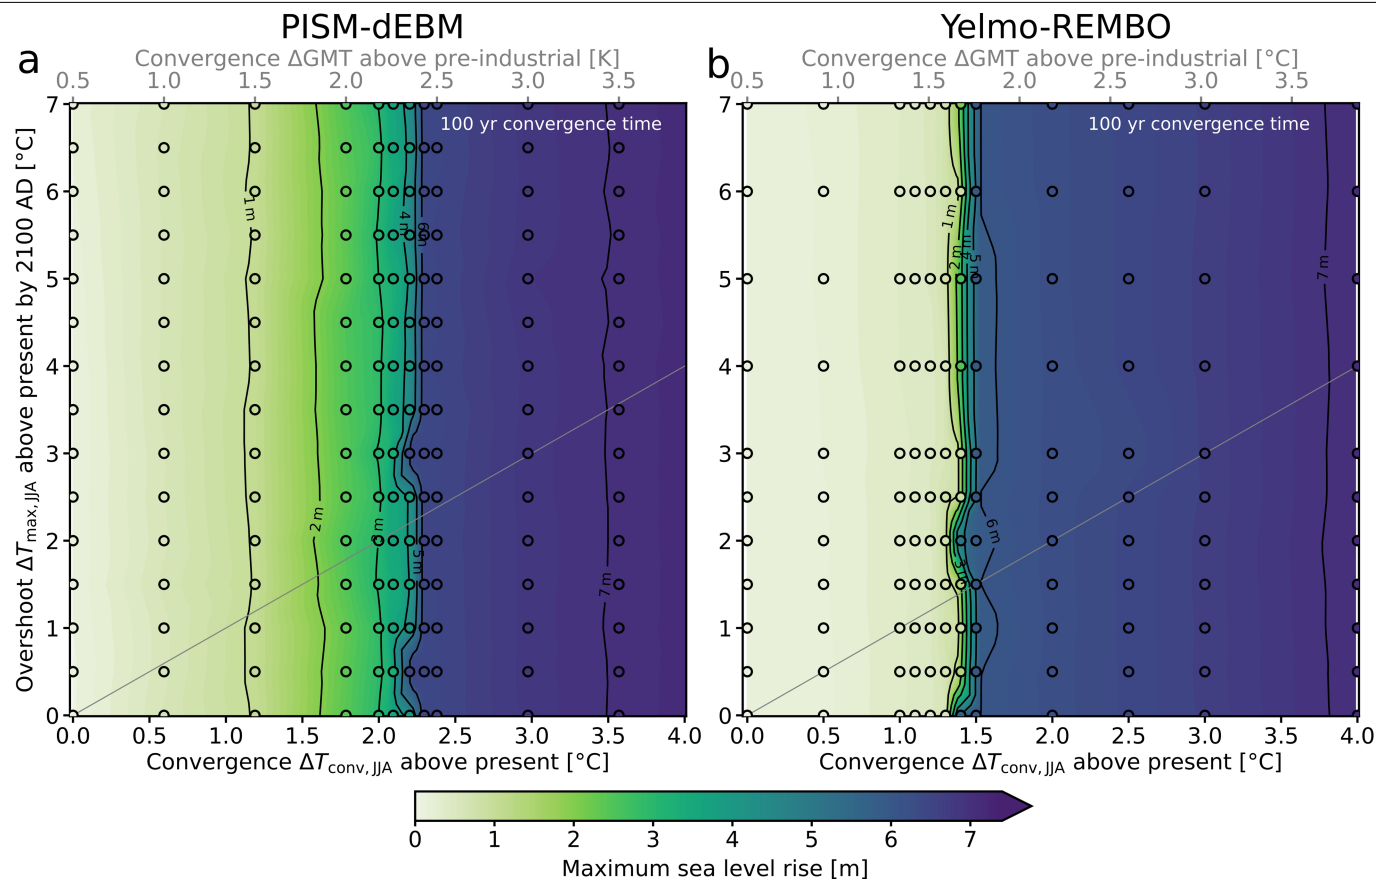 PISM-dEBM
Yelmo-REMBO
a
Convergence ΔGMT above pre-industrial [K]
0.5 1.0 1.5 2.0 2.5 3.0 3.5
b
Convergence ΔGMT above pre-industrial [°C]
0.5 1.0 1.5 2.0 2.5 3.0 3.5
Overshoot ΔTmax,JJA above present by 2100 AD [°C]
7
6
5
4
3
2
1
0
100 yr convergence time
1 m
2 m
3 m
4 m
5 m
6 m
7 m
0.0 0.5 1.0 1.5 2.0 2.5 3.0 3.5 4.0
Convergence ΔTconv,JJA above present [°C]
7
6
5
4
3
2
1
0
100 yr convergence time
1 m
2 m
3 m
4 m
5 m
6 m
7 m
0.0 0.5 1.0 1.5 2.0 2.5 3.0 3.5 4.0
Convergence ΔTconv,JJA above present [°C]
0 1 2 3 4 5 6 7
Maximum sea level rise [m]